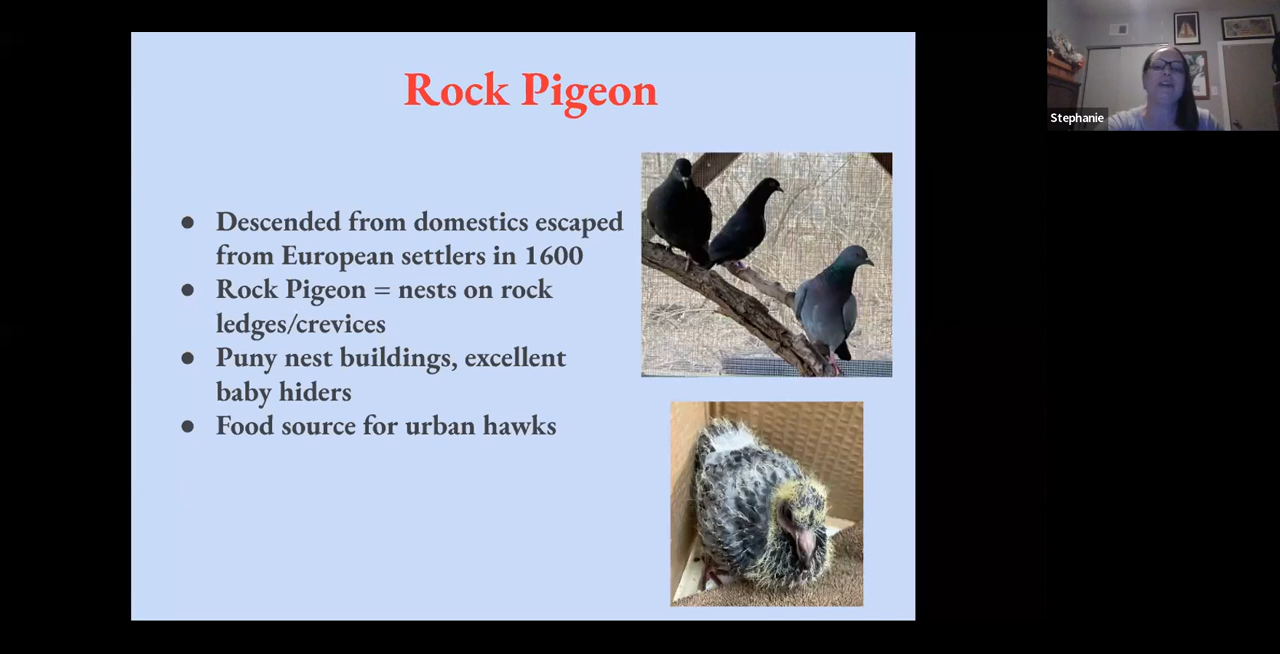 Rock Pigeon
Stephanie
● Descended from domestics escaped
from European settlers in 1600
● Rock Pigeon = nests on rock
ledges/crevices
● Puny nest buildings, excellent
baby hiders
● Food source for urban hawks